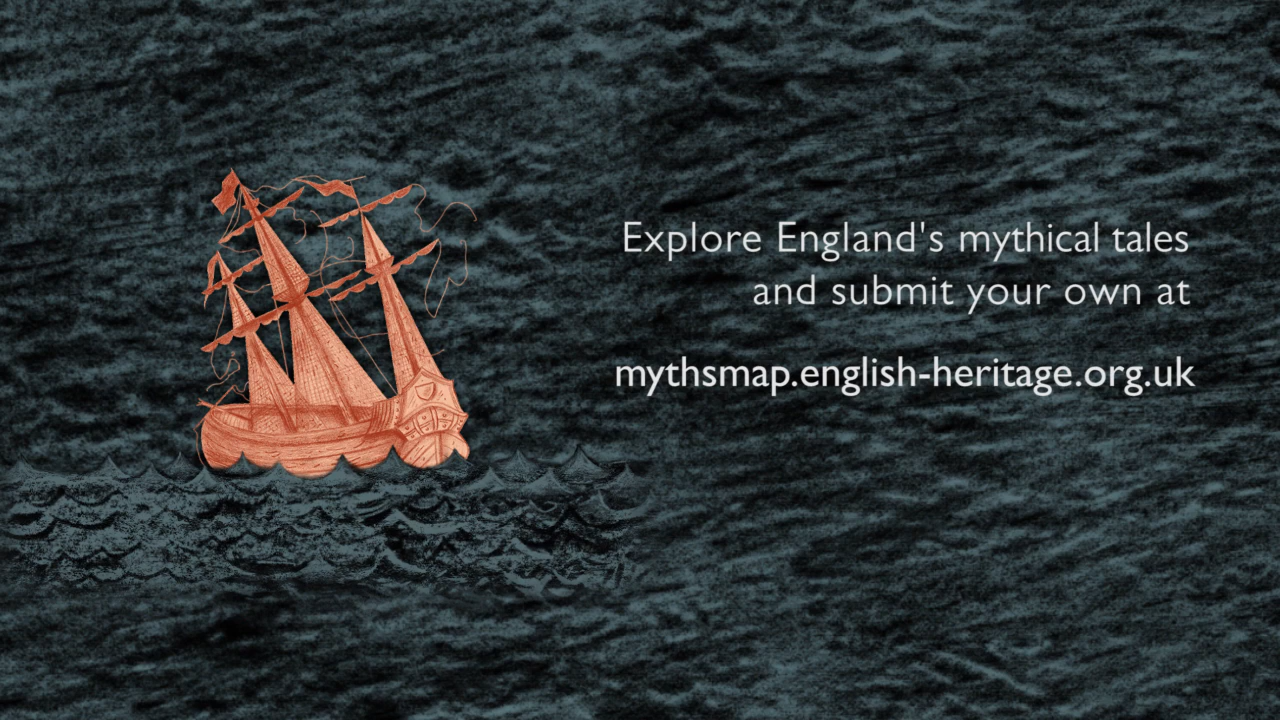 Explore England's mythical tales
and submit your own at
mythsmap.english-heritage.org.uk